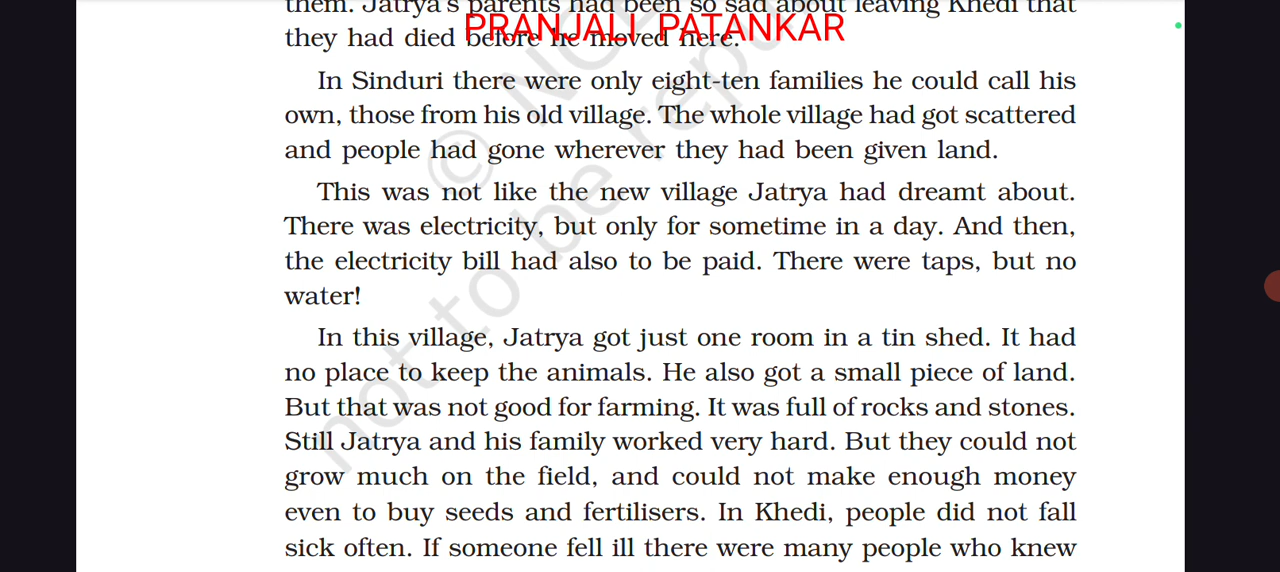 them. Jatrya's parents had been so sad about leaving Khedi that
PRANJALI PATANKAR
they had died before he moved here.
In Sinduri there were only eight-ten families he could call his
own, those from his old village. The whole village had got scattered
and people had gone wherever they had been given land.
This was not like the new village Jatrya had dreamt about.
There was electricity, but only for sometime in a day. And then,
the electricity bill had also to be paid. There were taps, but no
water!
In this village, Jatrya got just one room in a tin shed. It had
no place to keep the animals. He also got a small piece of land.
But that was not good for farming. It was full of rocks and stones.
Still Jatrya and his family worked very hard. But they could not
grow much on the field, and could not make enough money
even to buy seeds and fertilisers. In Khedi, people did not fall
sick often. If someone fell ill there were many people who knew
© NCE
not to be repu